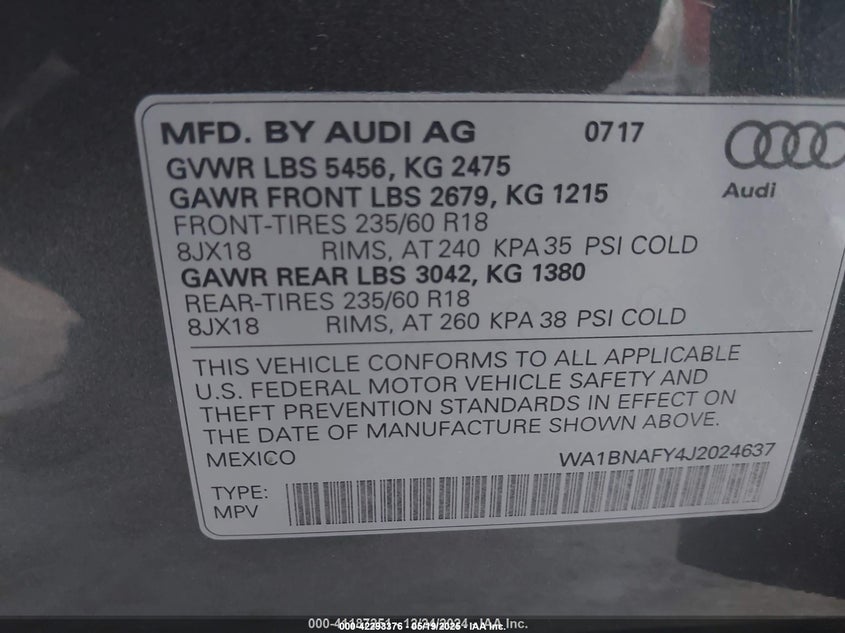 MFD. BY AUDI AG 0717
GVWR LBS 5456, KG 2475
GAWR FRONT LBS 2679, KG 1215
Audi
FRONT-TIRES 235/60 R18
8JX18 RIMS, AT 240 KPA 35 PSI COLD
GAWR REAR LBS 3042, KG 1380
REAR-TIRES 235/60 R18
8JX18 RIMS, AT 260 KPA 38 PSI COLD
THIS VEHICLE CONFORMS TO ALL APPLICABLE
U.S. FEDERAL MOTOR VEHICLE SAFETY AND
THEFT PREVENTION STANDARDS IN EFFECT ON
THE DATE OF MANUFACTURE SHOWN ABOVE.
MEXICO WA1BNAFY4J2024637
TYPE:
MPV
IAA Inc.